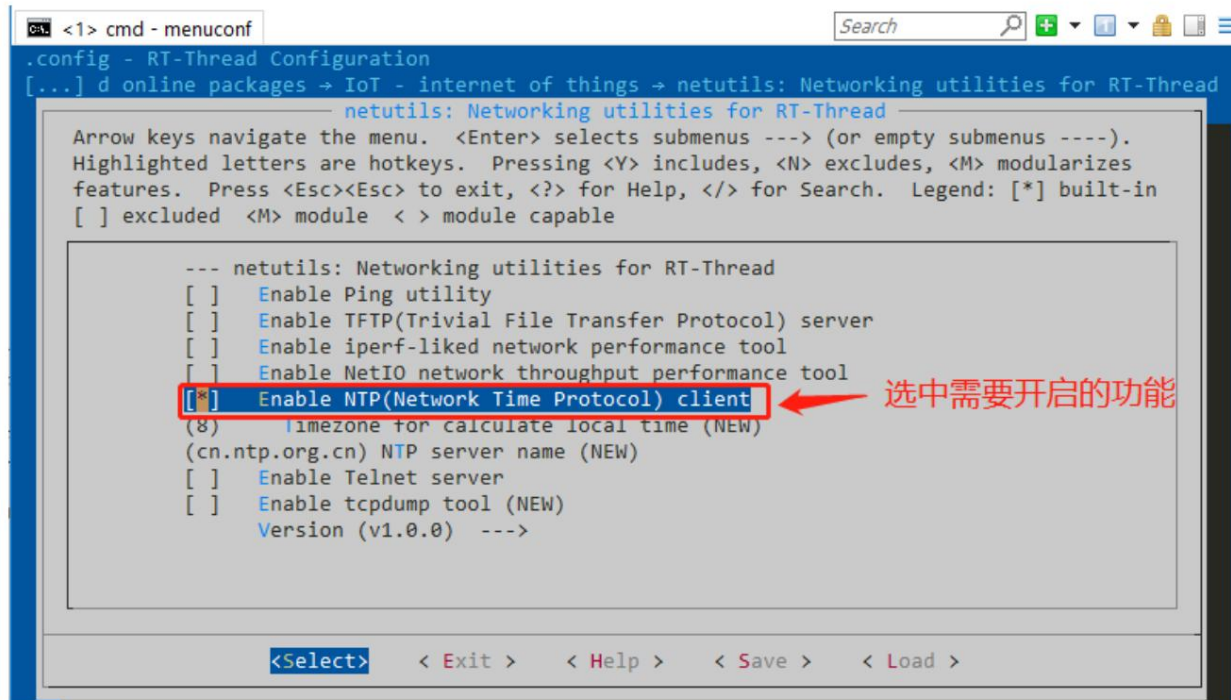 <1> cmd - menuconf
Search
.config - RT-Thread Configuration
[...] d online packages → IoT - internet of things → netutils: Networking utilities for RT-Thread
netutils: Networking utilities for RT-Thread
Arrow keys navigate the menu.  <Enter> selects submenus ---> (or empty submenus ----).
Highlighted letters are hotkeys.  Pressing <Y> includes, <N> excludes, <M> modularizes
features.  Press <Esc><Esc> to exit, <?> for Help, </> for Search.  Legend: [*] built-in
[ ] excluded  <M> module  < > module capable
--- netutils: Networking utilities for RT-Thread
[ ]   Enable Ping utility
[ ]   Enable TFTP(Trivial File Transfer Protocol) server
[ ]   Enable iperf-liked network performance tool
[ ]   Enable NetIO network throughput performance tool
[*]   Enable NTP(Network Time Protocol) client
选中需要开启的功能
(8)     Timezone for calculate local time (NEW)
(cn.ntp.org.cn) NTP server name (NEW)
[ ]   Enable Telnet server
[ ]   Enable tcpdump tool (NEW)
Version (v1.0.0)  --->
<Select>    < Exit >    < Help >    < Save >    < Load >